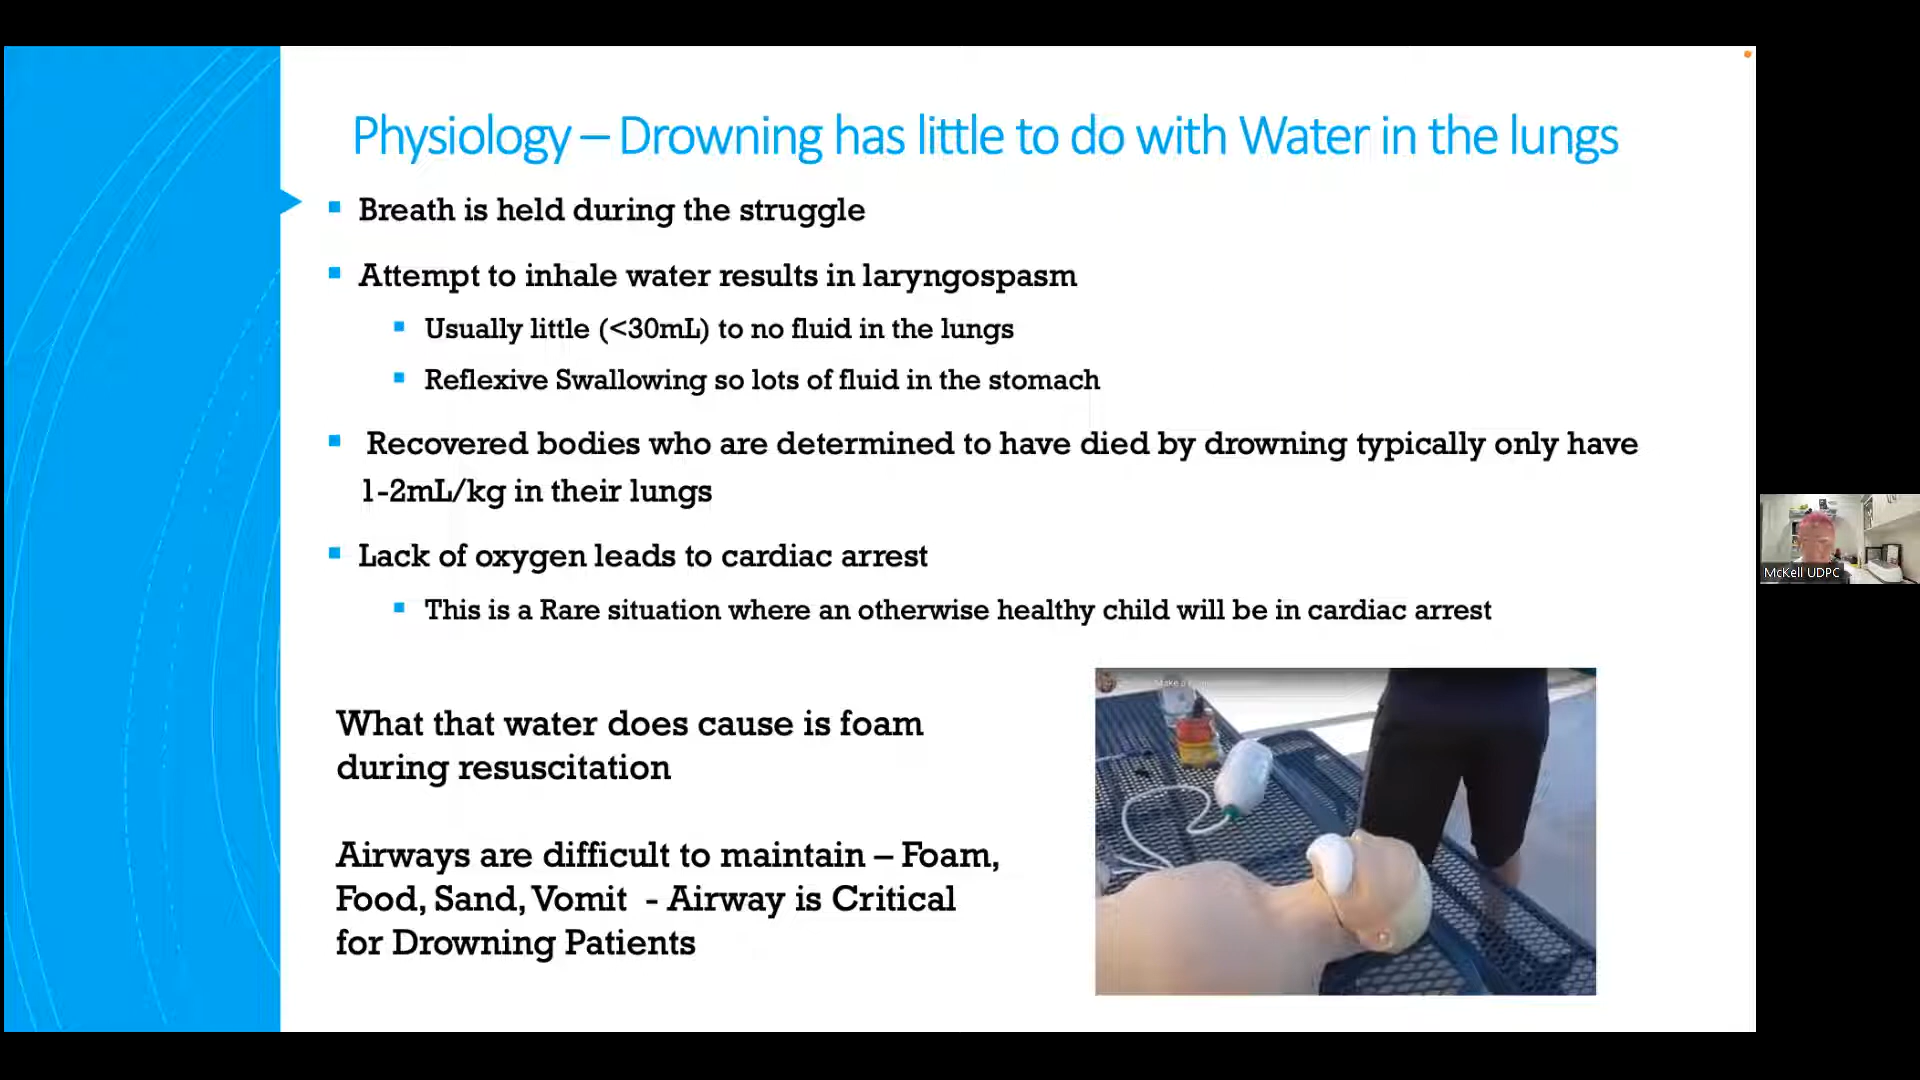 Physiology – Drowning has little to do with Water in the lungs
Breath is held during the struggle
Attempt to inhale water results in laryngospasm
Usually little (<30mL) to no fluid in the lungs
Reflexive Swallowing so lots of fluid in the stomach
Recovered bodies who are determined to have died by drowning typically only have
1-2mL/kg in their lungs
Lack of oxygen leads to cardiac arrest
This is a Rare situation where an otherwise healthy child will be in cardiac arrest
What that water does cause is foam
during resuscitation
Airways are difficult to maintain – Foam,
Food, Sand, Vomit - Airway is Critical
for Drowning Patients
Make a
McKell UDPC